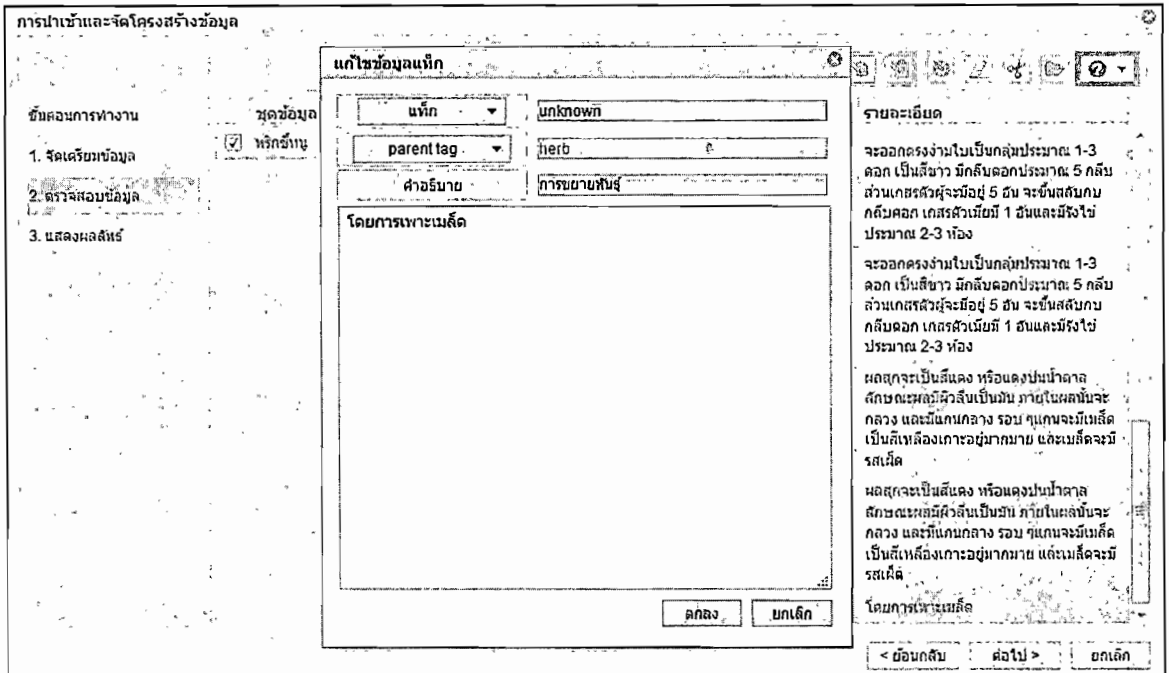 การนำเข้าและจัดโครงสร้างข้อมูล
แก้ไขข้อมูลแท็ก
ขั้นตอนการทำงาน
1. จัดเตรียมข้อมูล
2. ตรวจสอบข้อมูล
3. แสดงผลลัพธ์
ชุดข้อมูล
พริกขี้หนู
แท็ก
unknown
parent tag
herb
คำอธิบาย
การขยายพันธุ์
โดยการเพาะเมล็ด
ตกลง
ยกเลิก
รายละเอียด
จะออกตรงง่ามใบเป็นกลุ่มประมาณ 1-3
ดอก เป็นสีขาว มีกลีบดอกประมาณ 5 กลีบ
ส่วนเกสรตัวผู้จะมีอยู่ 5 อัน จะขึ้นสลับกับ
กลีบดอก เกสรตัวเมียมี 1 อันและมีรังไข่
ประมาณ 2-3 ห้อง
จะออกตรงง่ามใบเป็นกลุ่มประมาณ 1-3
ดอก เป็นสีขาว มีกลีบดอกประมาณ 5 กลีบ
ส่วนเกสรตัวผู้จะมีอยู่ 5 อัน จะขึ้นสลับกับ
กลีบดอก เกสรตัวเมียมี 1 อันและมีรังไข่
ประมาณ 2-3 ห้อง
ผลสุกจะเป็นสีแดง หรือแดงปนน้ำตาล
ลักษณะผลมีผิวลื่นเป็นมัน ภายในผลนั้นจะ
กลวง และมีแกนกลาง รอบ ๆแกนจะมีเมล็ด
เป็นสีเหลืองเกาะอยู่มากมาย และเมล็ดจะมี
รสเผ็ด
ผลสุกจะเป็นสีแดง หรือแดงปนน้ำตาล
ลักษณะผลมีผิวลื่นเป็นมัน ภายในผลนั้นจะ
กลวง และมีแกนกลาง รอบ ๆแกนจะมีเมล็ด
เป็นสีเหลืองเกาะอยู่มากมาย และเมล็ดจะมี
รสเผ็ด
โดยการเพาะเมล็ด
< ย้อนกลับ
ต่อไป >
ยกเลิก